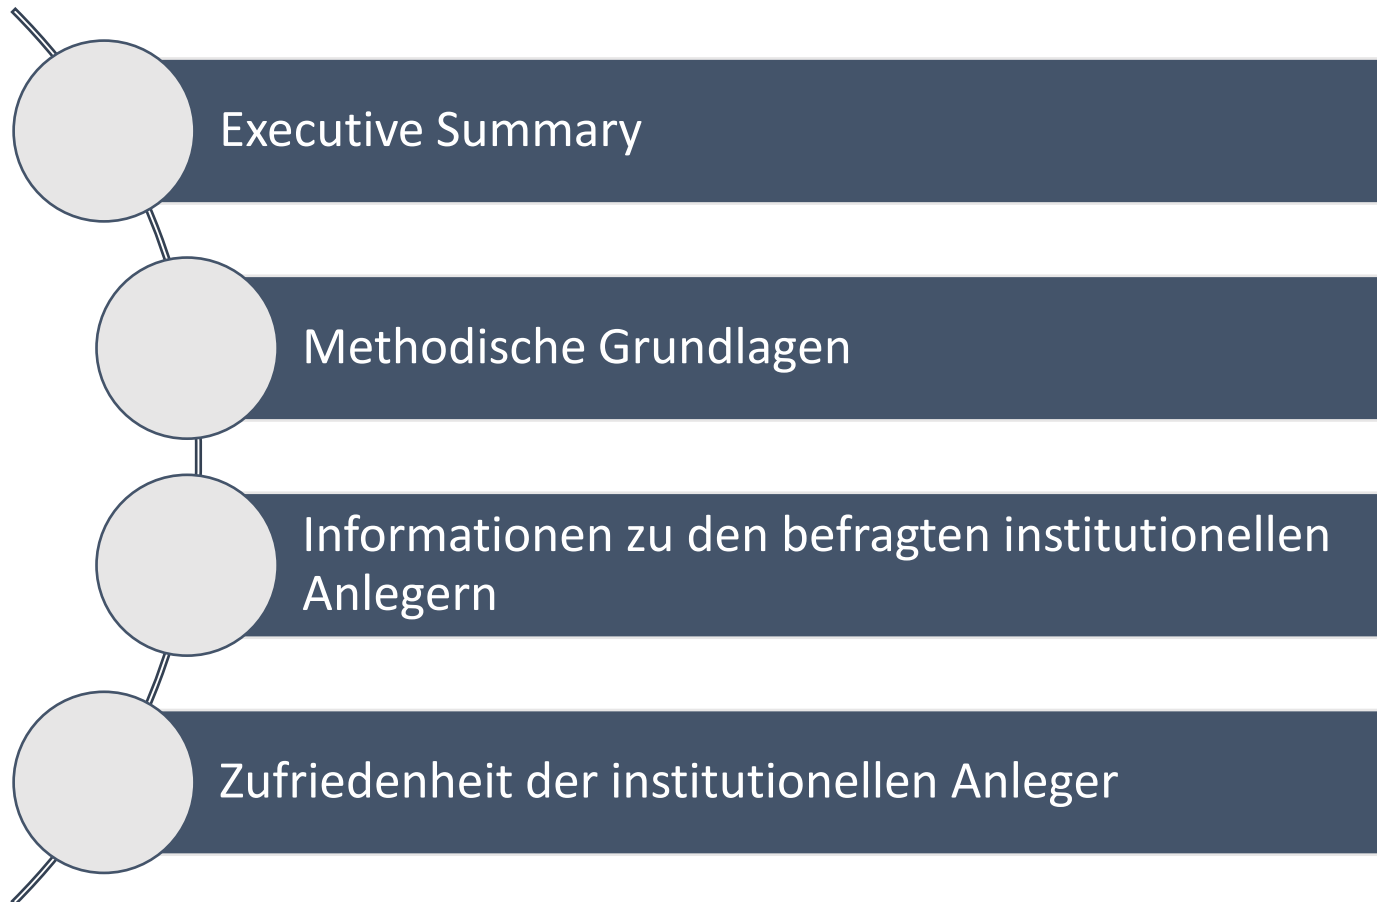 Executive Summary
Methodische Grundlagen
Informationen zu den befragten institutionellen
Anlegern
Zufriedenheit der institutionellen Anleger